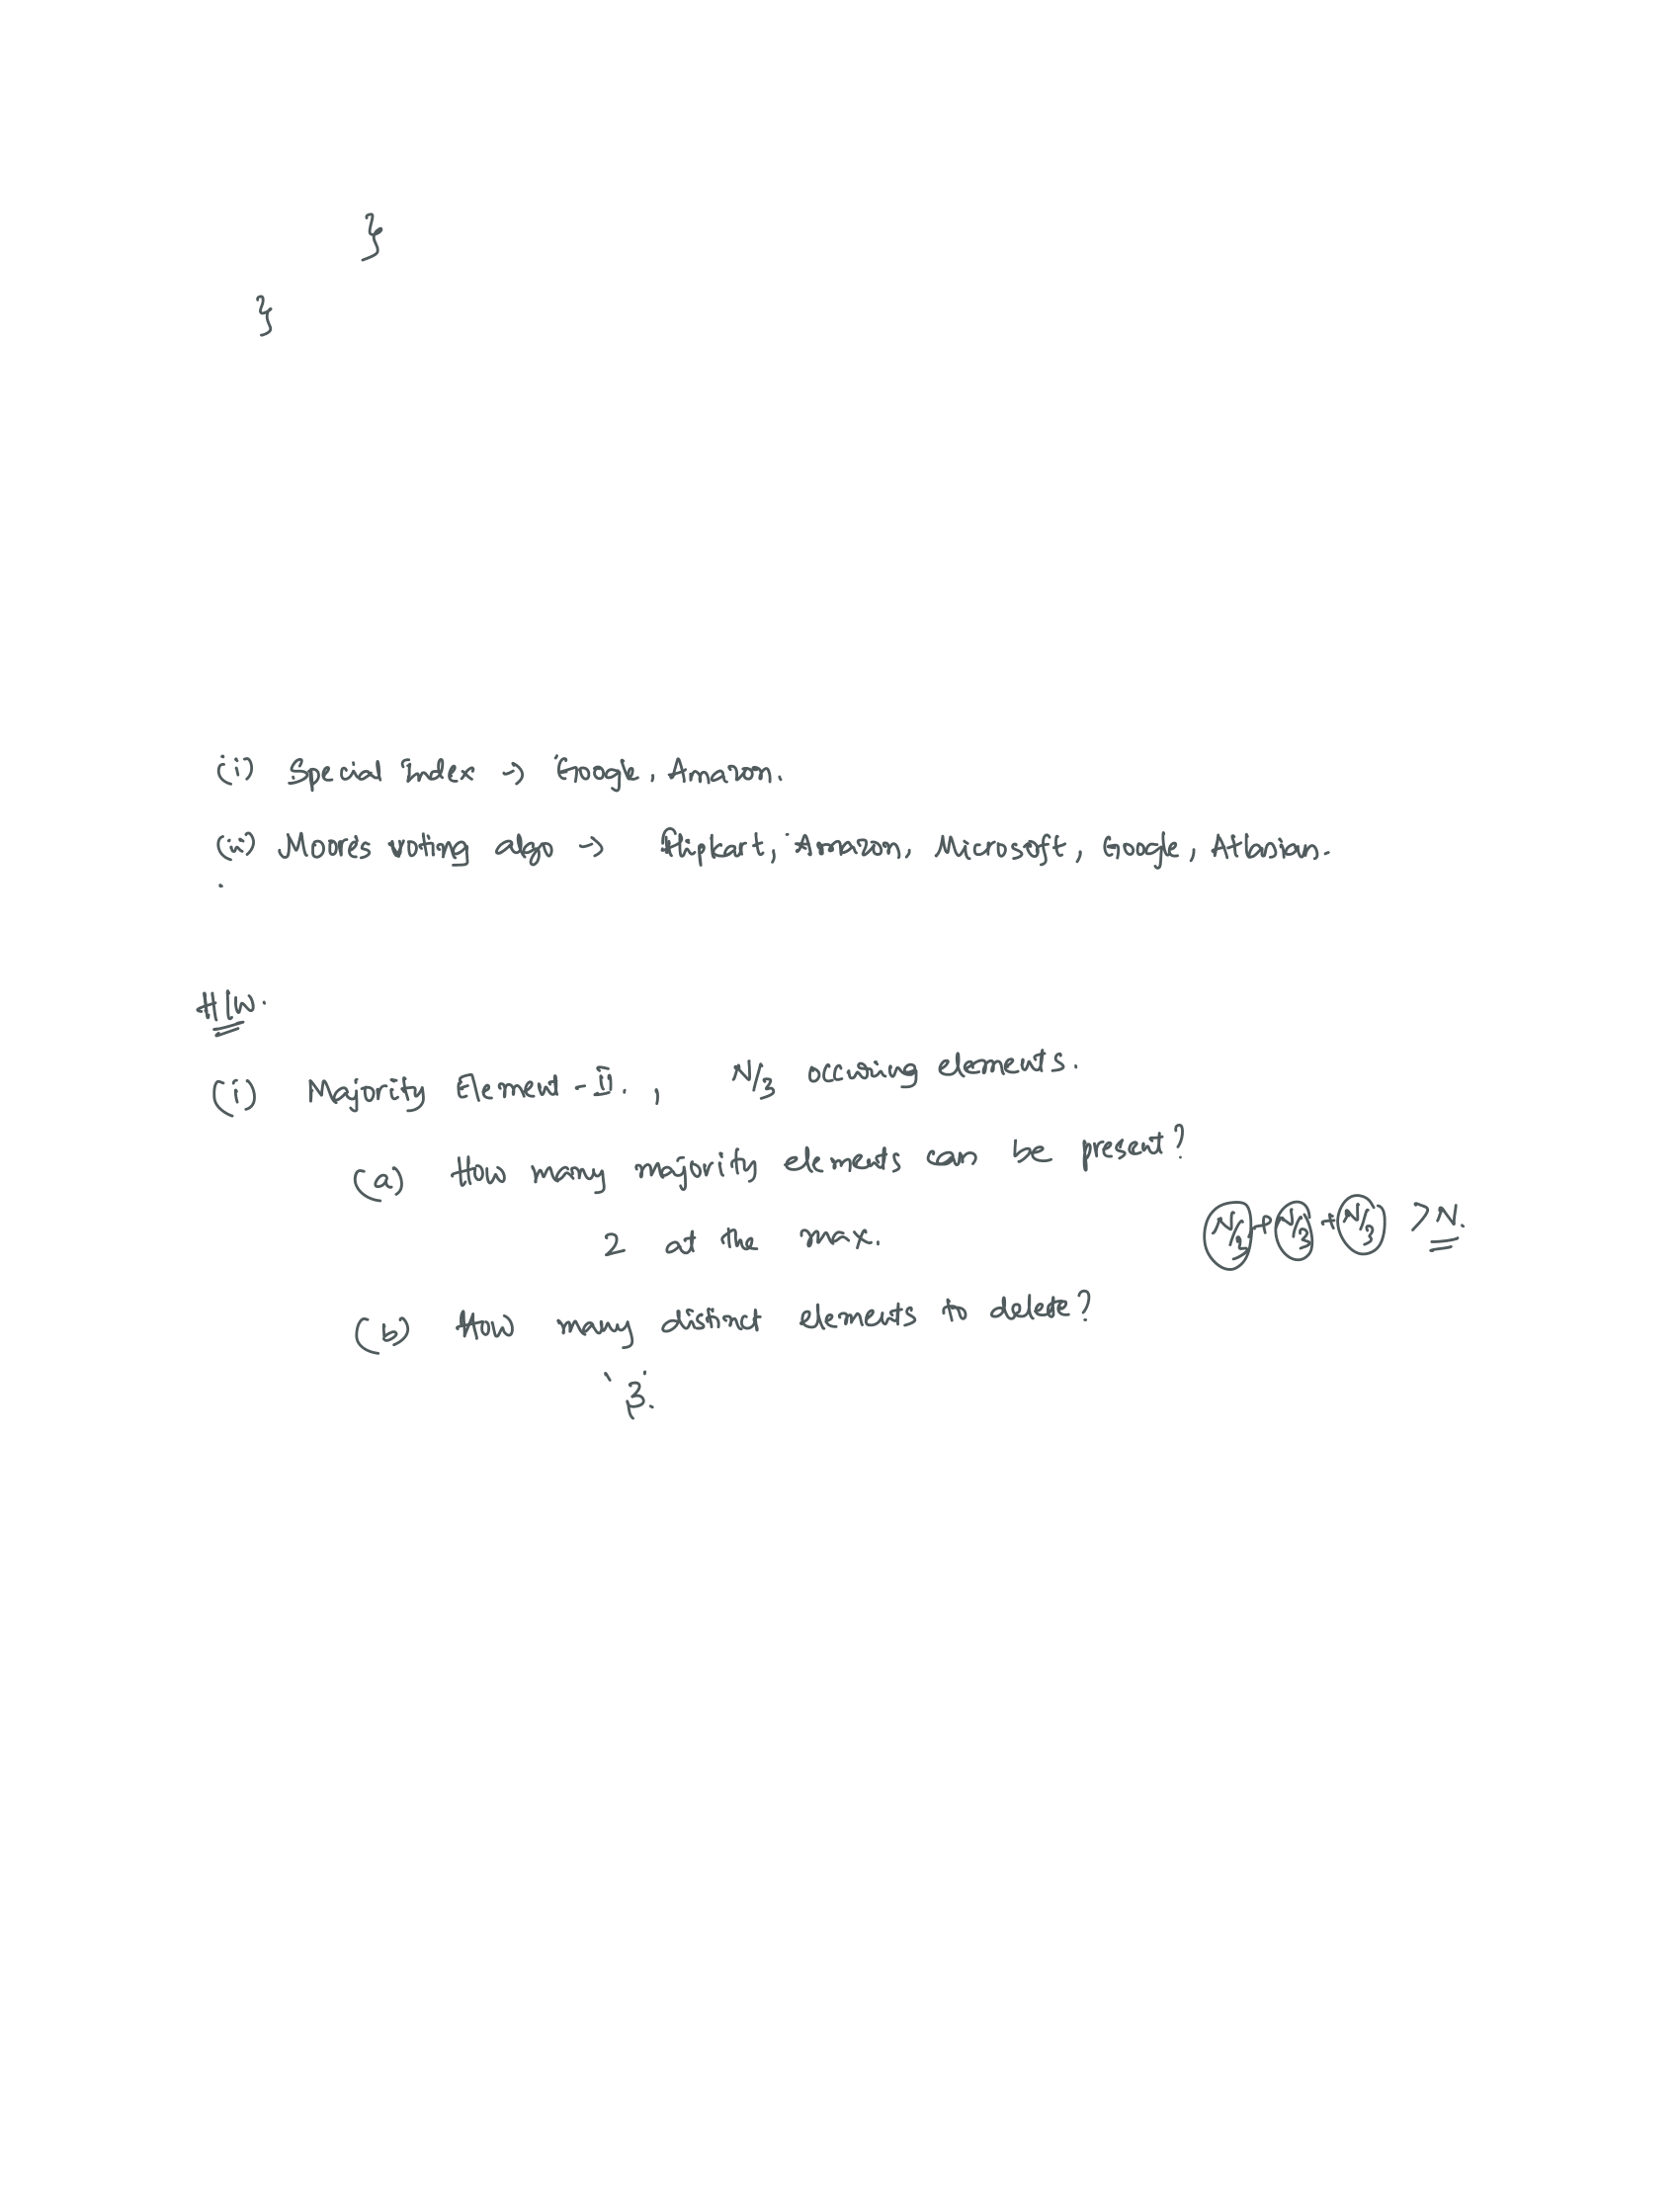 }
}
(i) Special Index -> Google, Amazon.
(ii) Moore's voting algo -> Flipkart, Amazon, Microsoft, Google, Atlassian.
H/W.
(i) Majority Element - II. , N/3 occuring elements.
(a) How many majority elements can be present?
2 at the max. N/3 + N/3 + N/3 > N.
(b) How many distinct elements to delete?
3.